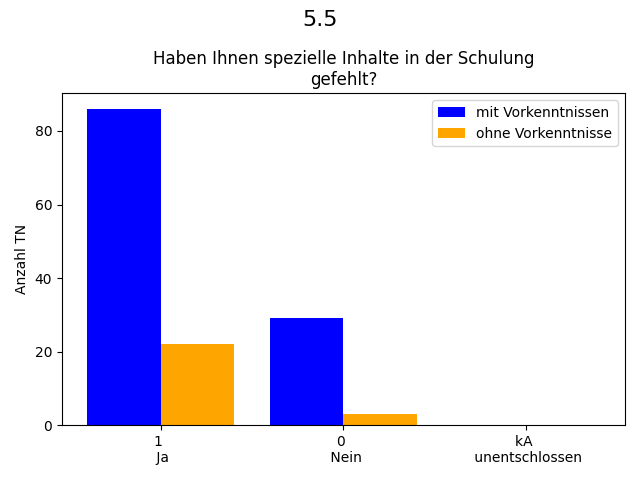 5.5
Haben Ihnen spezielle Inhalte in der Schulung
gefehlt?
mit Vorkenntnissen
ohne Vorkenntnisse
Anzahl TN
80
60
40
20
0
1 0 kA
Ja Nein unentschlossen